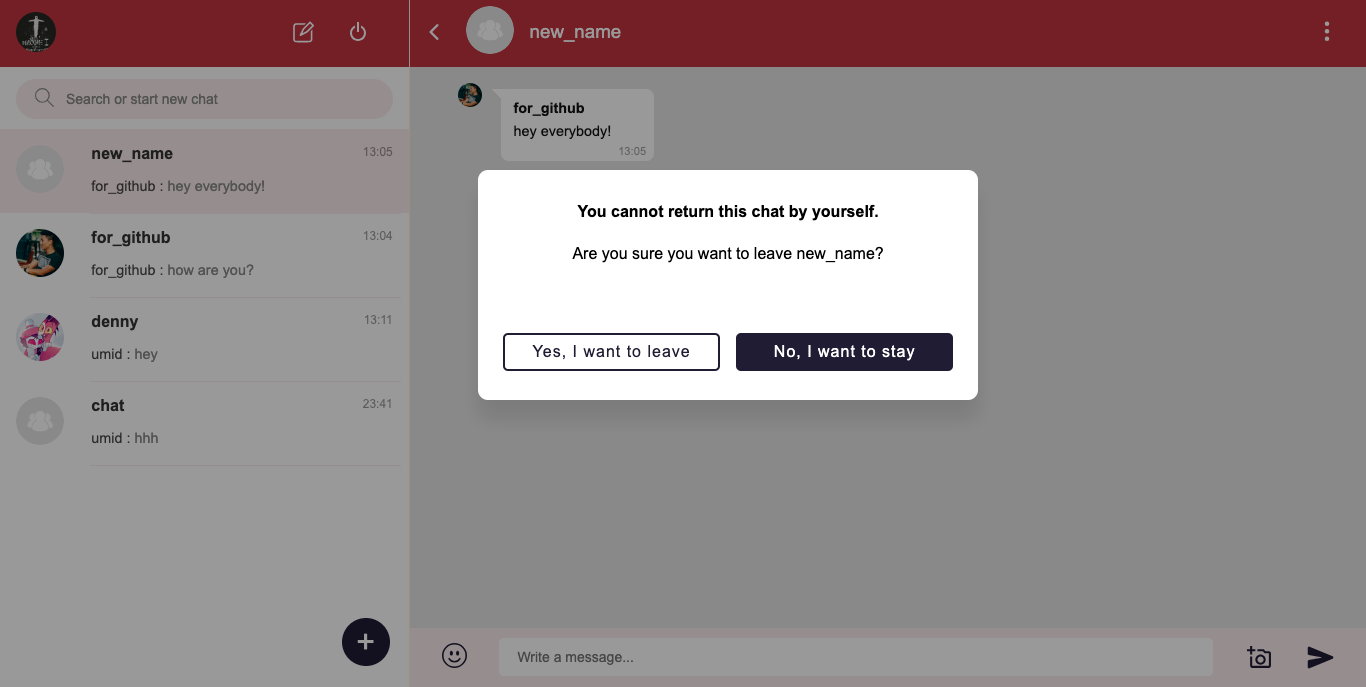 new_name
Search or start new chat
new_name 13:05
for_github : hey everybody!
for_github 13:04
for_github : how are you?
denny 13:11
umid : hey
chat 23:41
umid : hhh
for_github
hey everybody!
13:05
You cannot return this chat by yourself.
Are you sure you want to leave new_name?
Yes, I want to leave
No, I want to stay
Write a message...